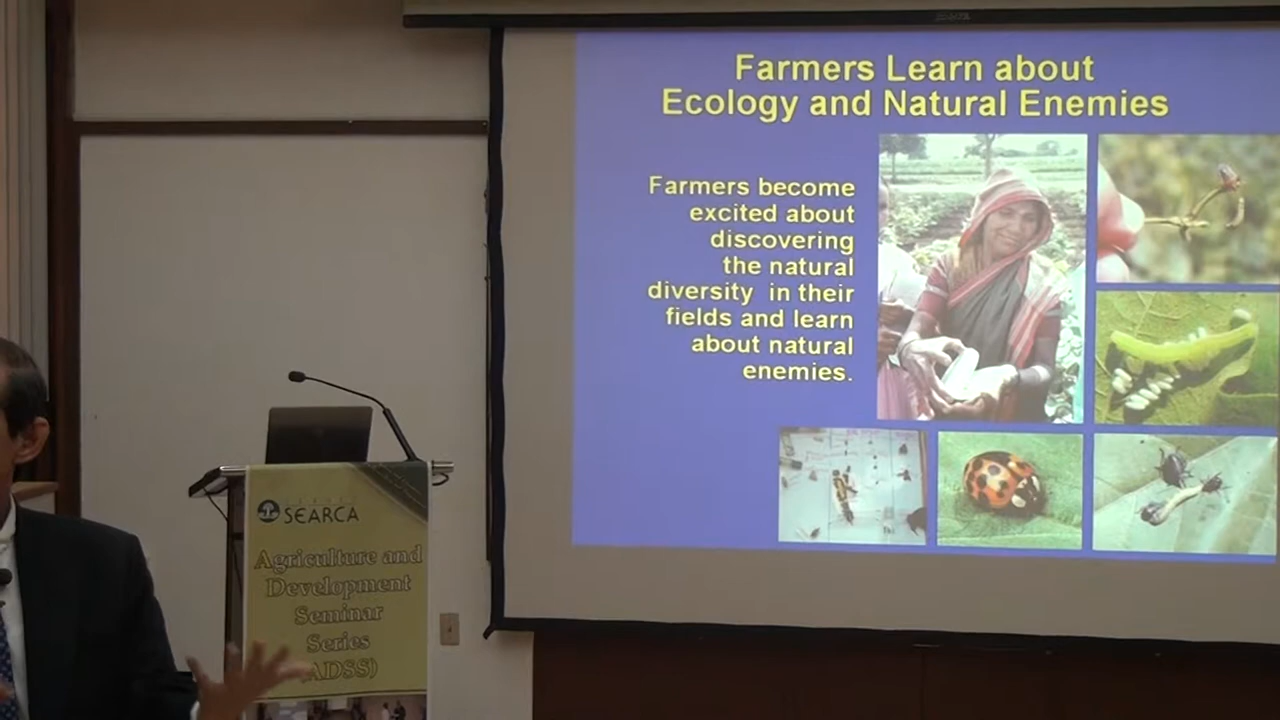 Farmers Learn about
Ecology and Natural Enemies
Farmers become
excited about
discovering
the natural
diversity in their
fields and learn
about natural
enemies.
SEARCA
Agriculture and
Development
Seminar
Series
(ADSS)